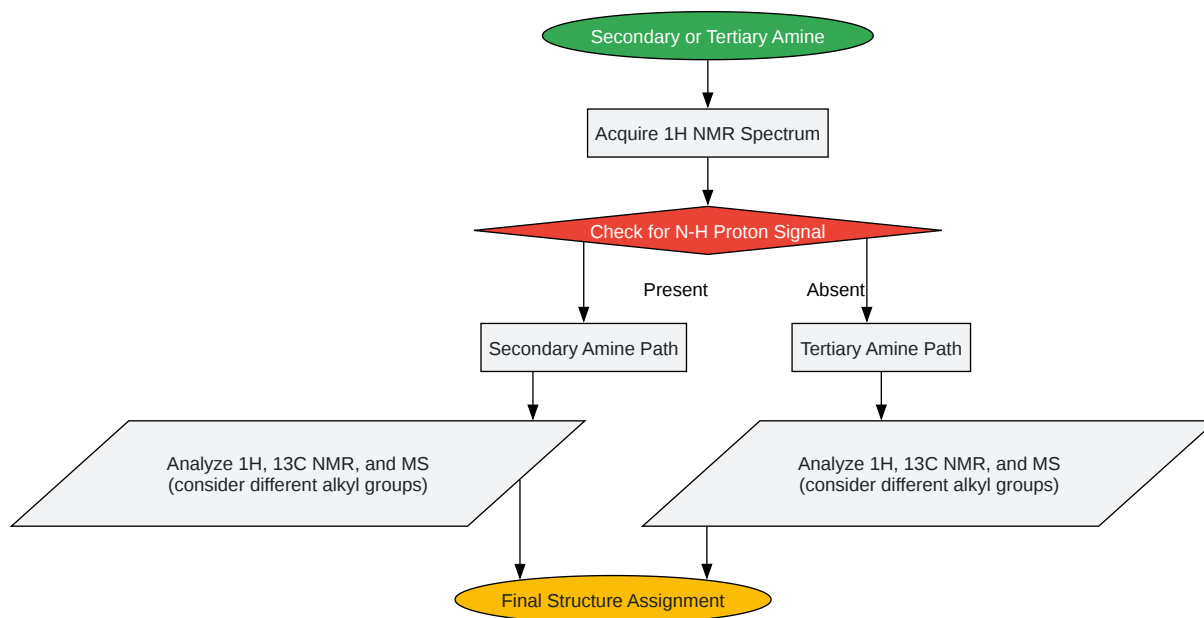 Secondary or Tertiary Amine
Acquire 1H NMR Spectrum
Check for N-H Proton Signal
Present
Absent
Secondary Amine Path
Tertiary Amine Path
Analyze 1H, 13C NMR, and MS
(consider different alkyl groups)
Analyze 1H, 13C NMR, and MS
(consider different alkyl groups)
Final Structure Assignment